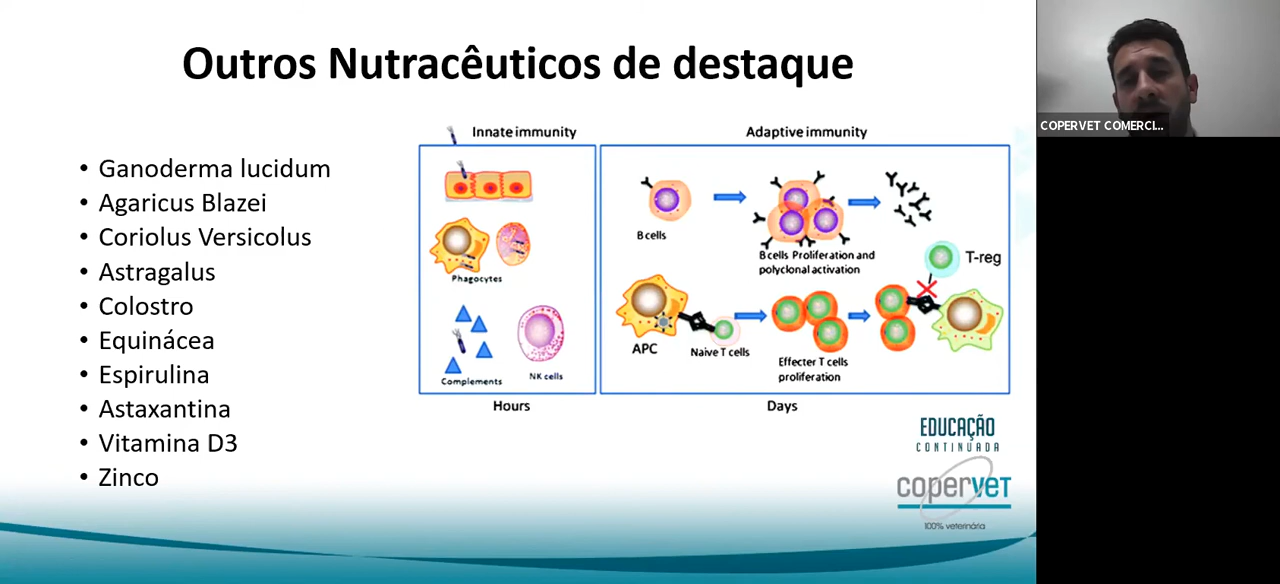 Outros Nutracêuticos de destaque
COPERVET COMERCI...
• Ganoderma lucidum
• Agaricus Blazei
• Coriolus Versicolus
• Astragalus
• Colostro
• Equinácea
• Espirulina
• Astaxantina
• Vitamina D3
• Zinco
Innate immunity
Phagocytes
Complements
NK cells
Hours
Adaptive immunity
B cells
B cells Proliferation and
polyclonal activation
T-reg
APC
Naive T cells
Effecter T cells
proliferation
Days
EDUCAÇÃO
CONTINUADA
copervet
100% veterinária